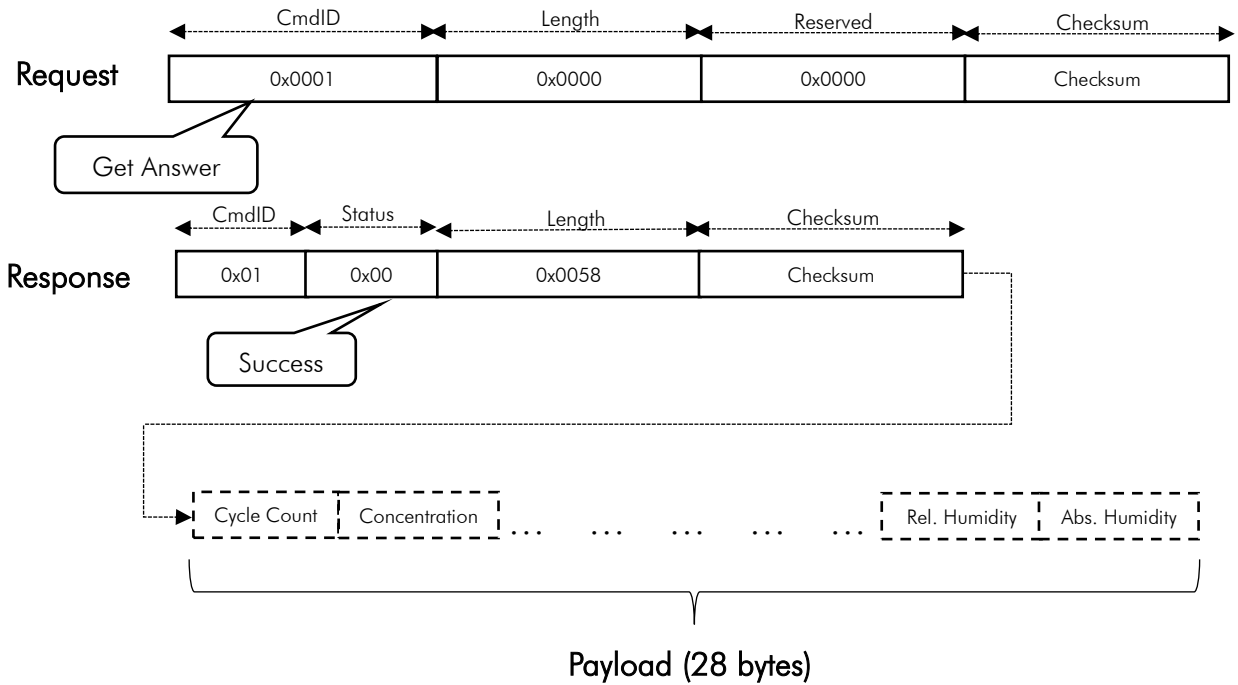 CmdID Length Reserved Checksum
Request 0x0001 0x0000 0x0000 Checksum
Get Answer
CmdID Status Length Checksum
Response 0x01 0x00 0x0058 Checksum
Success
Cycle Count Concentration ... ... ... ... ... Rel. Humidity Abs. Humidity
Payload (28 bytes)